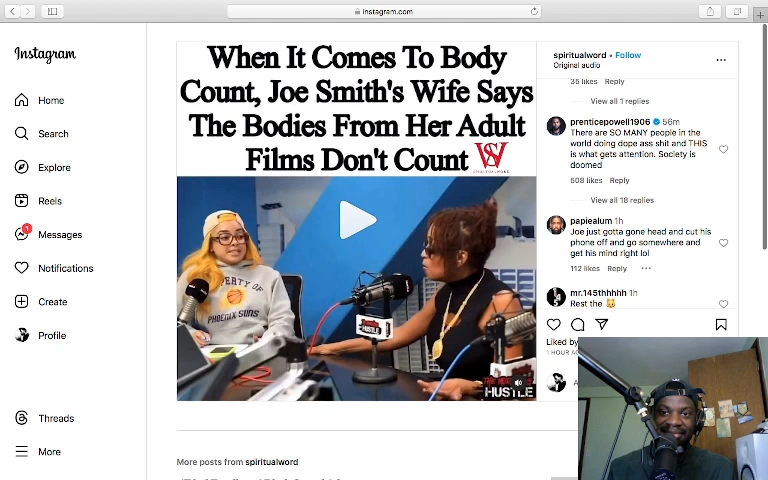 instagram.com
Instagram
Home
Search
Explore
Reels
1
Messages
Notifications
Create
Profile
Threads
More
When It Comes To Body
Count, Joe Smith's Wife Says
The Bodies From Her Adult
Films Don't Count
PHOENIX SUNS
HUSTLE
HUSTLE
spiritualword • Follow
Original audio
35 likes Reply
View all 1 replies
prenticepowell1906 56m
There are SO MANY people in the
world doing dope ass shit and THIS
is what gets attention. Society is
doomed
508 likes Reply
View all 18 replies
papiealum 1h
Joe just gotta gone head and cut his
phone off and go somewhere and
get his mind right lol
112 likes Reply
mr.145thhhhh 1h
Rest the
Liked by
1 HOUR
More posts from spiritualword